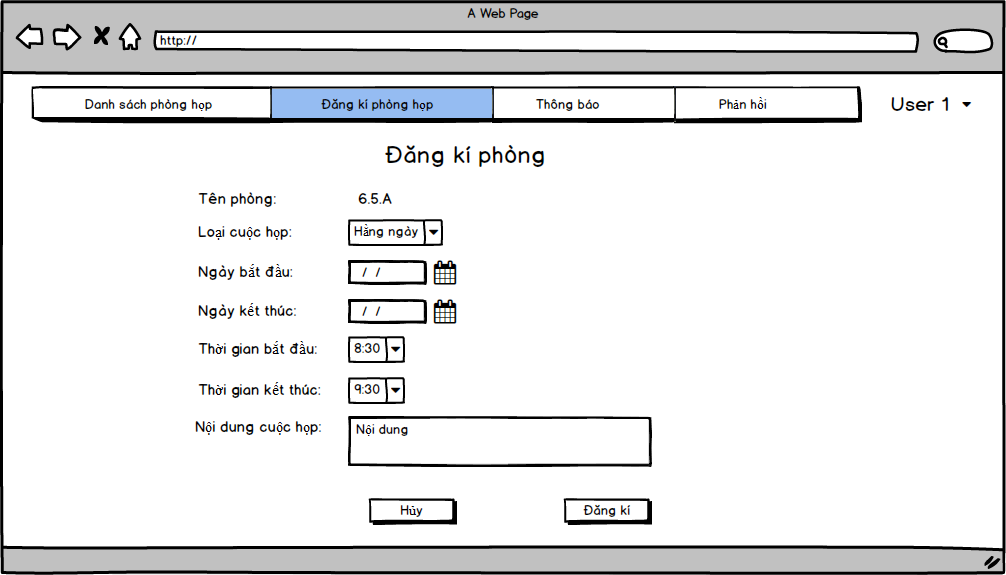 A Web Page
http://
Danh sách phòng họp Đăng kí phòng họp Thông báo Phản hồi User 1
Đăng kí phòng
Tên phòng: 6.5.A
Loại cuộc họp: Hằng ngày
Ngày bắt đầu: / /
Ngày kết thúc: / /
Thời gian bắt đầu: 8:30
Thời gian kết thúc: 9:30
Nội dung cuộc họp: Nội dung
Hủy Đăng kí